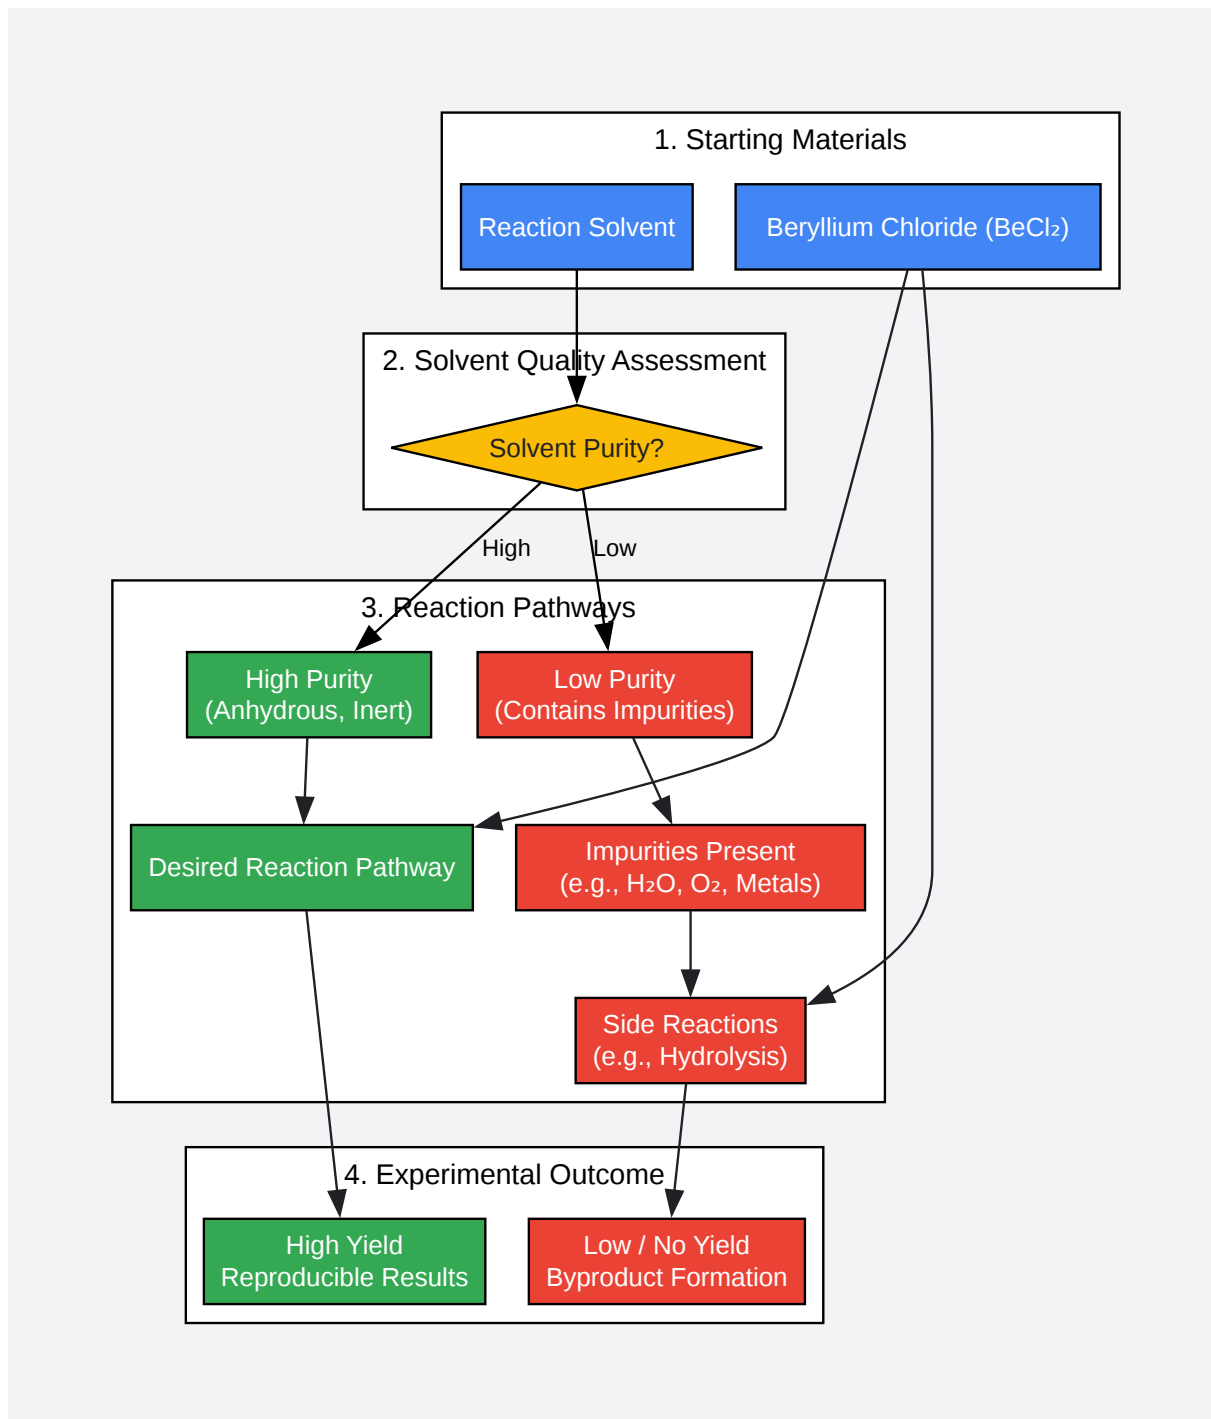 1. Starting Materials
Reaction Solvent
Beryllium Chloride (BeCl₂)
2. Solvent Quality Assessment
Solvent Purity?
High
Low
3. Reaction Pathways
High Purity
(Anhydrous, Inert)
Low Purity
(Contains Impurities)
Desired Reaction Pathway
Impurities Present
(e.g., H₂O, O₂, Metals)
Side Reactions
(e.g., Hydrolysis)
4. Experimental Outcome
High Yield
Reproducible Results
Low / No Yield
Byproduct Formation